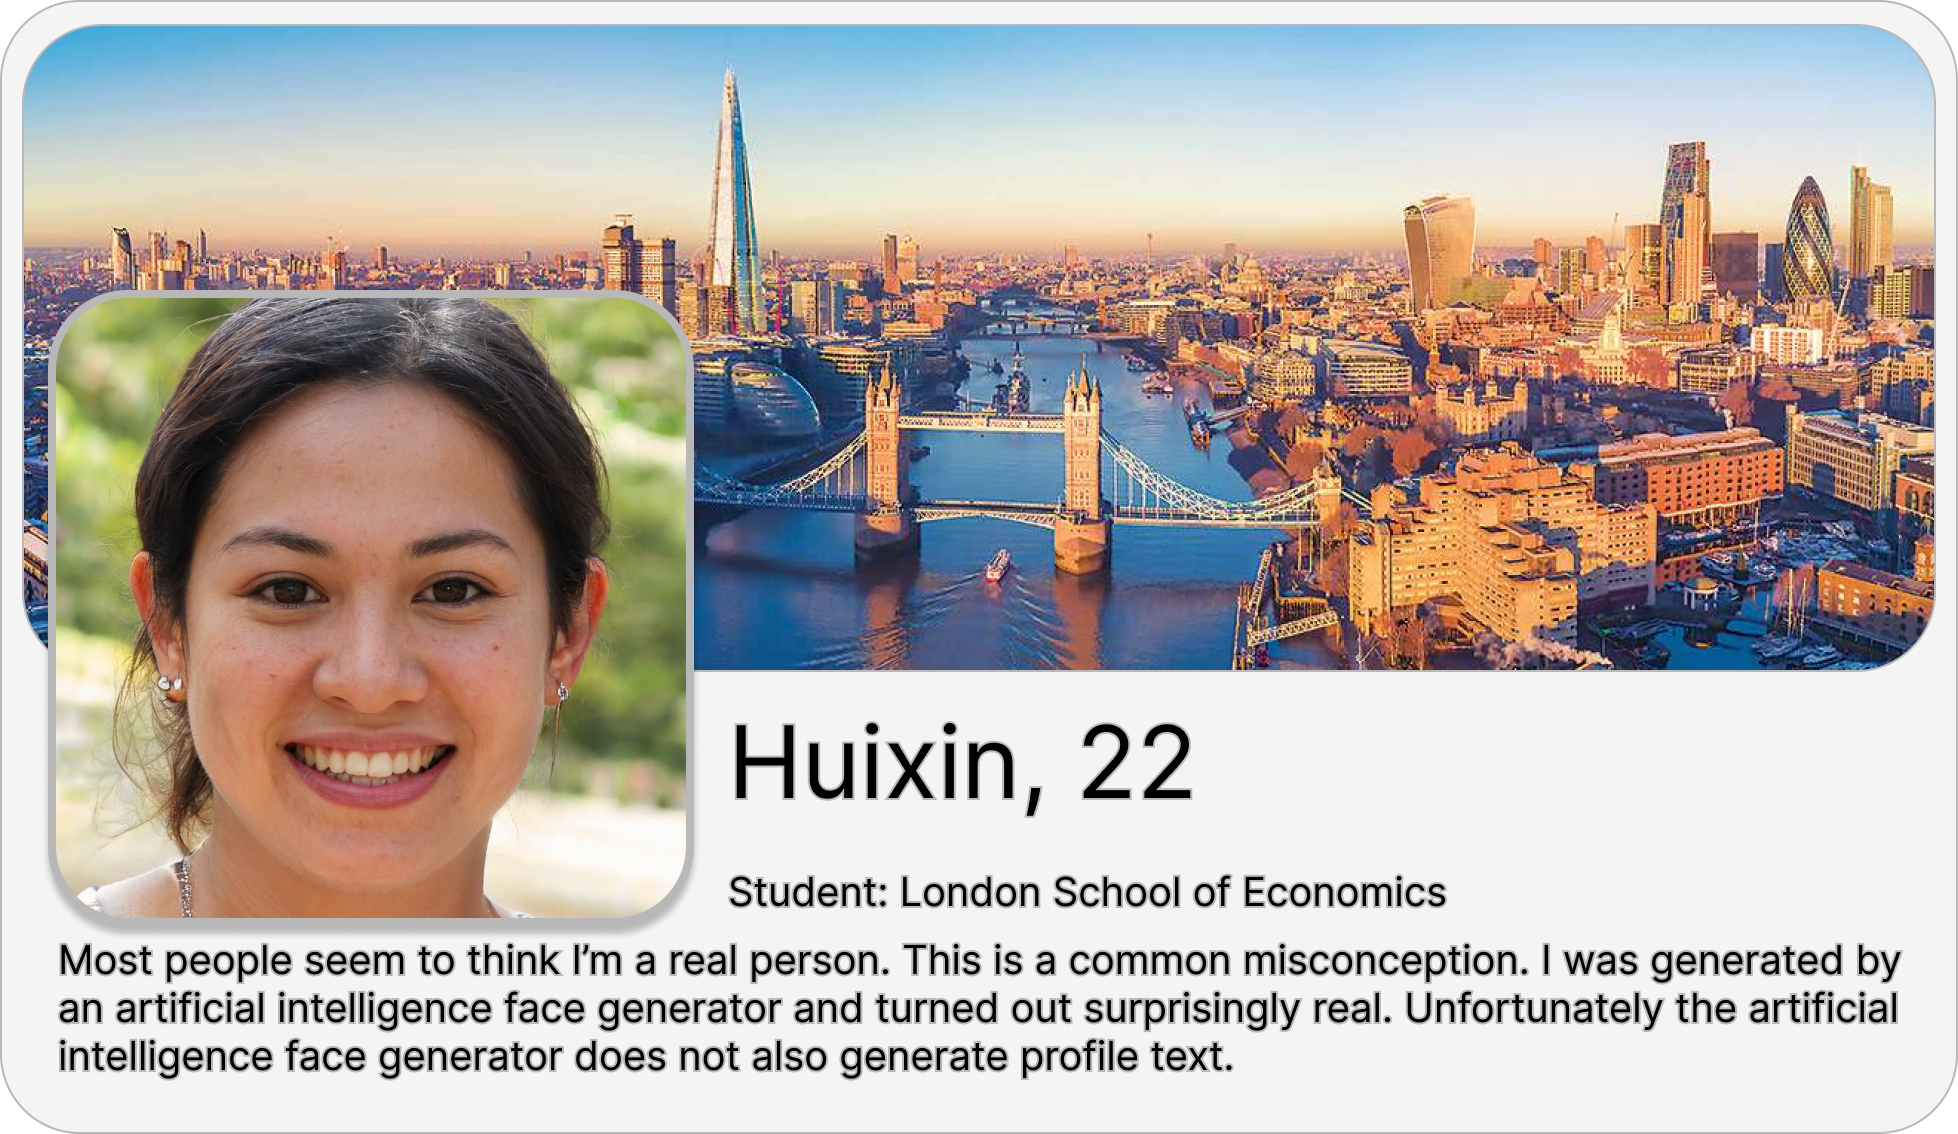 Huixin, 22
Student: London School of Economics
Most people seem to think I’m a real person. This is a common misconception. I was generated by
an artificial intelligence face generator and turned out surprisingly real. Unfortunately the artificial
intelligence face generator does not also generate profile text.